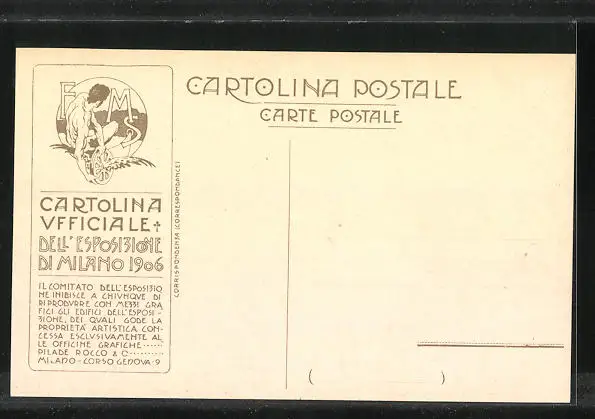 F M S
CARTOLINA
VFFICIALE†
DELL'ESPOSIZIONE
DI MILANO 1906
IL COMITATO DELL'ESPOSIZIO
NE INIBISCE A CHIVNQVE DI
RIPRODVRRE CON MEZZI GRA
FICI GLI EDIFICI DELL'ESPOSI-
ZIONE, DEI QVALI GODE LA
PROPRIETÀ ARTISTICA CON-
CESSA ESCLVSIVAMENTE AL
LE OFFICINE GRAFICHE ......
PILADE ROCCO & C...........
MILANO - CORSO GENOVA - 9
CORRISPONDENSA (CORRESPONDANCE)
CARTOLINA POSTALE
CARTE POSTALE
( )